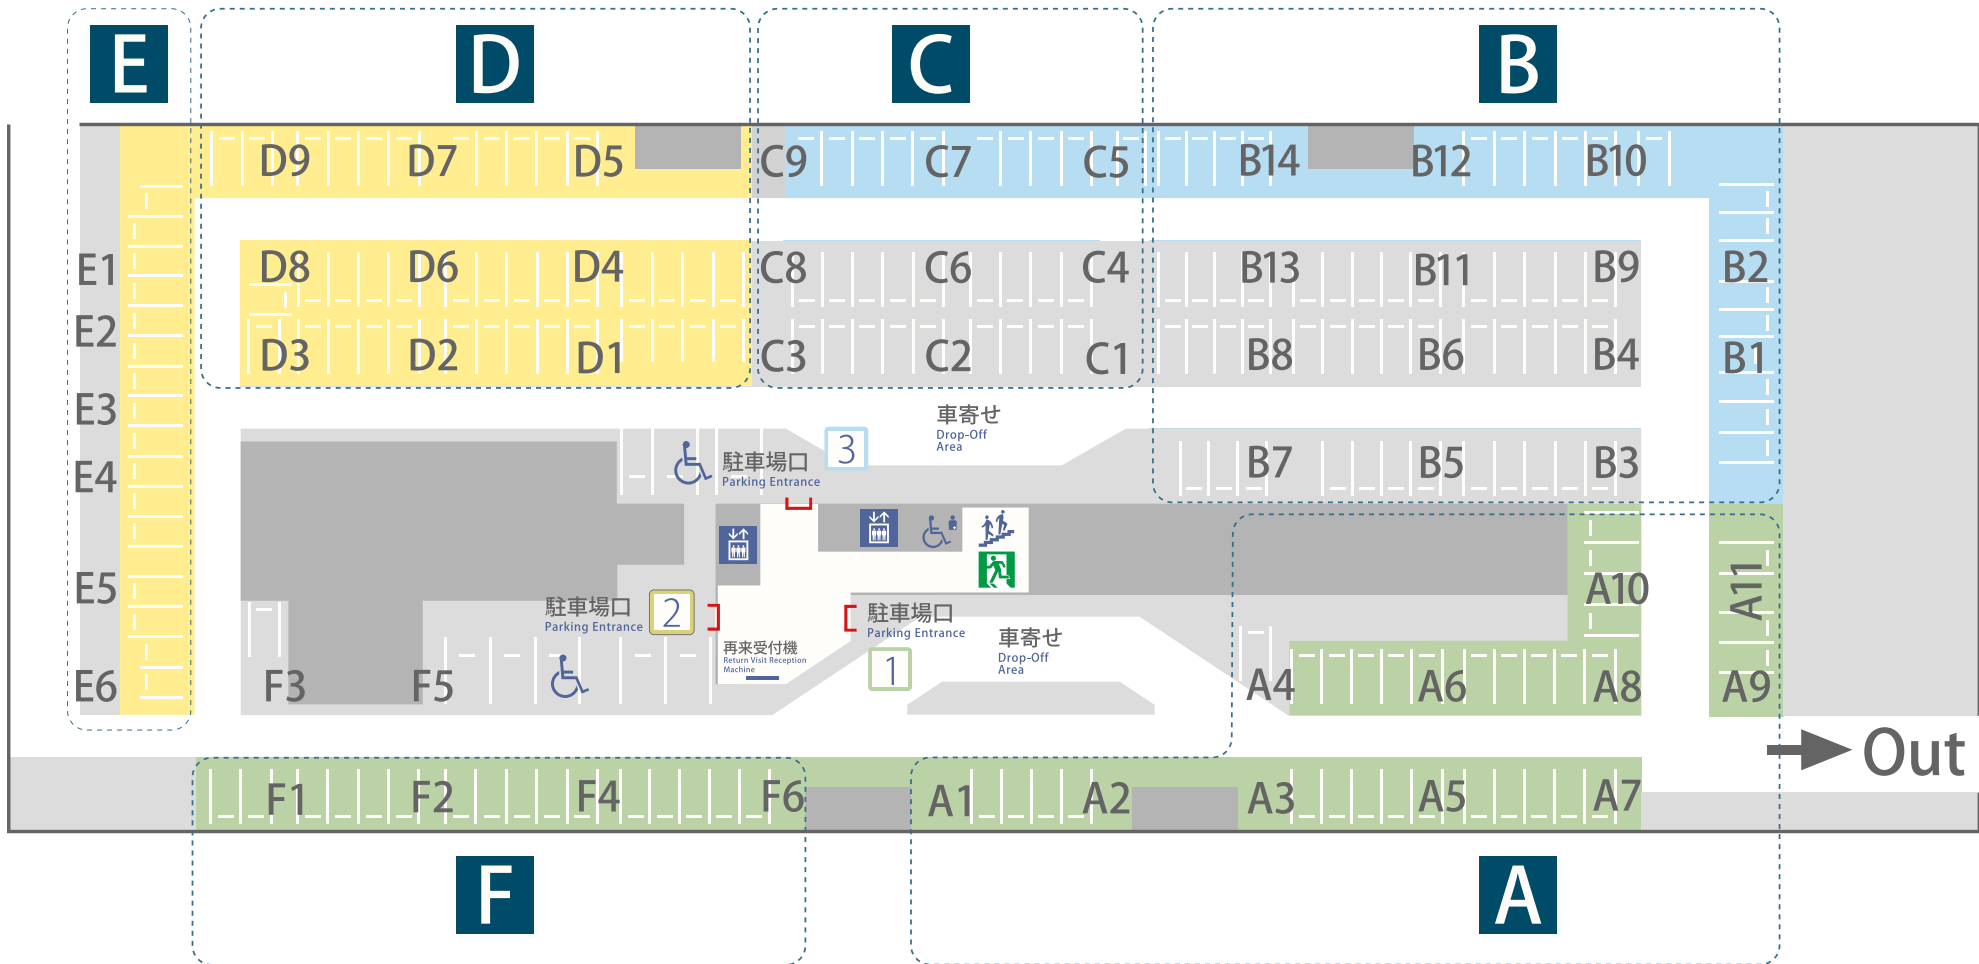 E
D
C
B
D9
D7
D5
C9
C7
C5
B14
B12
B10
E1
D8
D6
D4
C8
C6
C4
B13
B11
B9
B2
E2
D3
D2
D1
C3
C2
C1
B8
B6
B4
B1
E3
車寄せ
Drop-Off
Area
3
駐車場口
Parking Entrance
B7
B5
B3
E4
E5
駐車場口
Parking Entrance
2
駐車場口
Parking Entrance
1
車寄せ
Drop-Off
Area
再来受付機
Return Visit Reception
Machine
A10
A11
E6
F3
F5
A4
A6
A8
A9
Out
F1
F2
F4
F6
A1
A2
A3
A5
A7
F
A